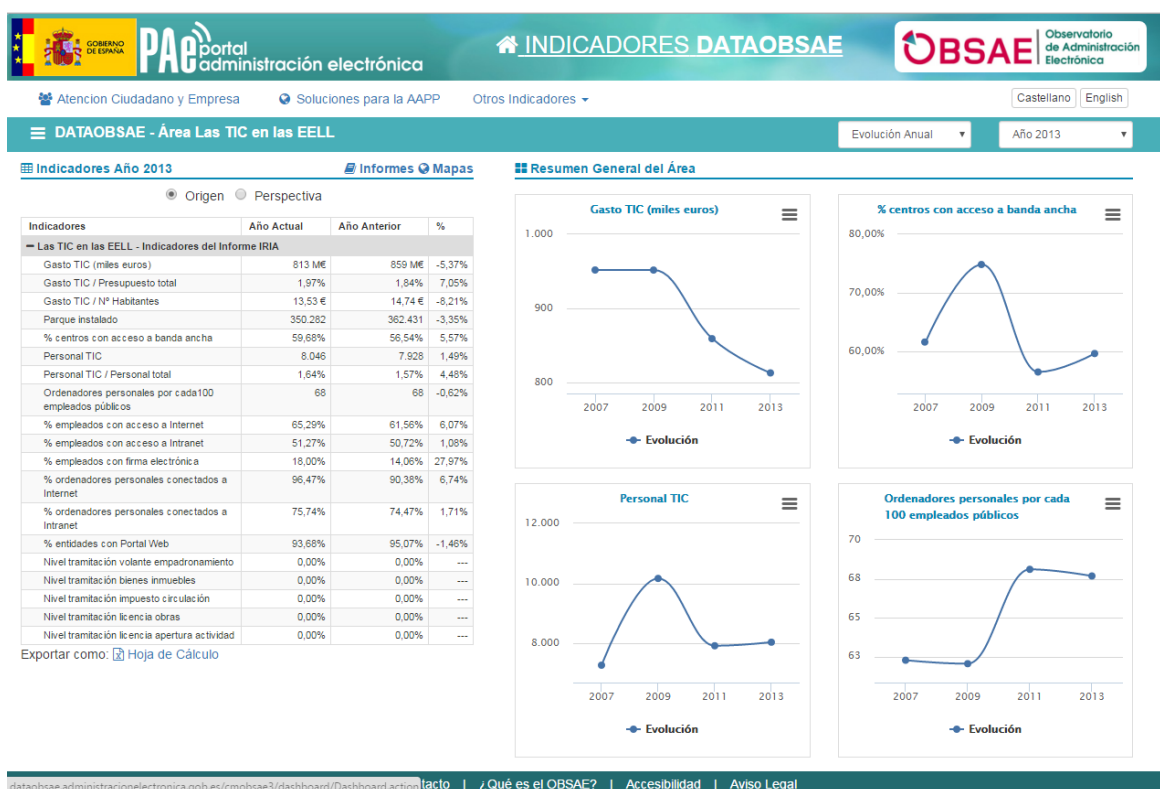 GOBIERNO
DE ESPAÑA
PAe portal
administración electrónica
INDICADORES DATAOBSAE
OBSAE
Observatorio
de Administración
Electrónica
Atencion Ciudadano y Empresa Soluciones para la AAPP Otros Indicadores Castellano English
DATAOBSAE - Área Las TIC en las EELL Evolución Anual Año 2013
Indicadores Año 2013 Informes Mapas
Origen Perspectiva
Indicadores Año Actual Año Anterior %
Las TIC en las EELL - Indicadores del Informe IRIA
Gasto TIC (miles euros) 813 M€ 859 M€ -5,37%
Gasto TIC / Presupuesto total 1,97% 1,84% 7,05%
Gasto TIC / Nº Habitantes 13,53 € 14,74 € -8,21%
Parque instalado 350.282 362.431 -3,35%
% centros con acceso a banda ancha 59,68% 56,54% 5,57%
Personal TIC 8.046 7.928 1,49%
Personal TIC / Personal total 1,64% 1,57% 4,48%
Ordenadores personales por cada100 68 68 -0,62%
empleados públicos
% empleados con acceso a Internet 65,29% 61,56% 6,07%
% empleados con acceso a Intranet 51,27% 50,72% 1,08%
% empleados con firma electrónica 18,00% 14,06% 27,97%
% ordenadores personales conectados a 96,47% 90,38% 6,74%
Internet
% ordenadores personales conectados a 75,74% 74,47% 1,71%
Intranet
% entidades con Portal Web 93,68% 95,07% -1,46%
Nivel tramitación volante empadronamiento 0,00% 0,00% ---
Nivel tramitación bienes inmuebles 0,00% 0,00% ---
Nivel tramitación impuesto circulación 0,00% 0,00% ---
Nivel tramitación licencia obras 0,00% 0,00% ---
Nivel tramitación licencia apertura actividad 0,00% 0,00% ---
Exportar como: Hoja de Cálculo
Resumen General del Área
Gasto TIC (miles euros)
1.000
900
800
2007 2009 2011 2013
Evolución
% centros con acceso a banda ancha
80,00%
70,00%
60,00%
2007 2009 2011 2013
Evolución
Personal TIC
12.000
10.000
8.000
2007 2009 2011 2013
Evolución
Ordenadores personales por cada
100 empleados públicos
70
68
65
63
2007 2009 2011 2013
Evolución
dataobsae.administracionelectronica.gob.es/cmobsae3/dashboard/Dashboard.action tacto | ¿Qué es el OBSAE? | Accesibilidad | Aviso Legal